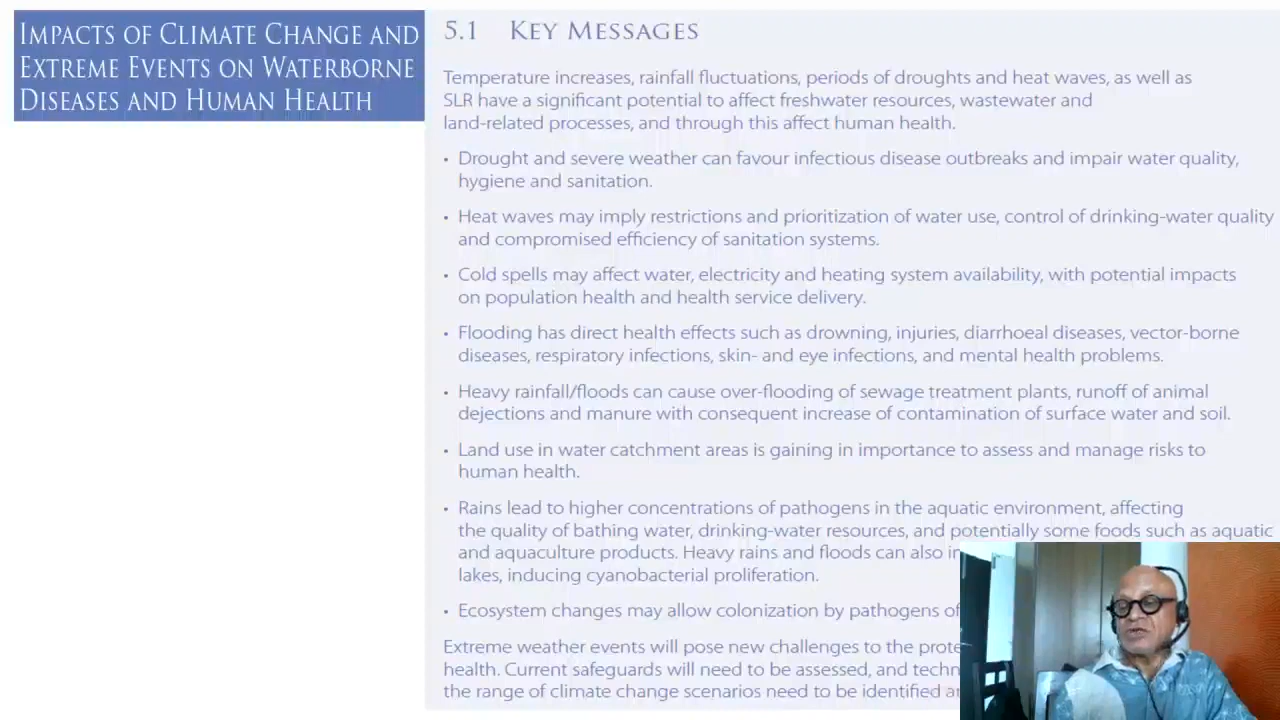 IMPACTS OF CLIMATE CHANGE AND
EXTREME EVENTS ON WATERBORNE
DISEASES AND HUMAN HEALTH
5.1 KEY MESSAGES
Temperature increases, rainfall fluctuations, periods of droughts and heat waves, as well as
SLR have a significant potential to affect freshwater resources, wastewater and
land-related processes, and through this affect human health.
• Drought and severe weather can favour infectious disease outbreaks and impair water quality,
hygiene and sanitation.
• Heat waves may imply restrictions and prioritization of water use, control of drinking-water quality
and compromised efficiency of sanitation systems.
• Cold spells may affect water, electricity and heating system availability, with potential impacts
on population health and health service delivery.
• Flooding has direct health effects such as drowning, injuries, diarrhoeal diseases, vector-borne
diseases, respiratory infections, skin- and eye infections, and mental health problems.
• Heavy rainfall/floods can cause over-flooding of sewage treatment plants, runoff of animal
dejections and manure with consequent increase of contamination of surface water and soil.
• Land use in water catchment areas is gaining in importance to assess and manage risks to
human health.
• Rains lead to higher concentrations of pathogens in the aquatic environment, affecting
the quality of bathing water, drinking-water resources, and potentially some foods such as aquatic
and aquaculture products. Heavy rains and floods can also
lakes, inducing cyanobacterial proliferation.
• Ecosystem changes may allow colonization by pathogens of
Extreme weather events will pose new challenges to the
health. Current safeguards will need to be assessed, and
the range of climate change scenarios need to be identified